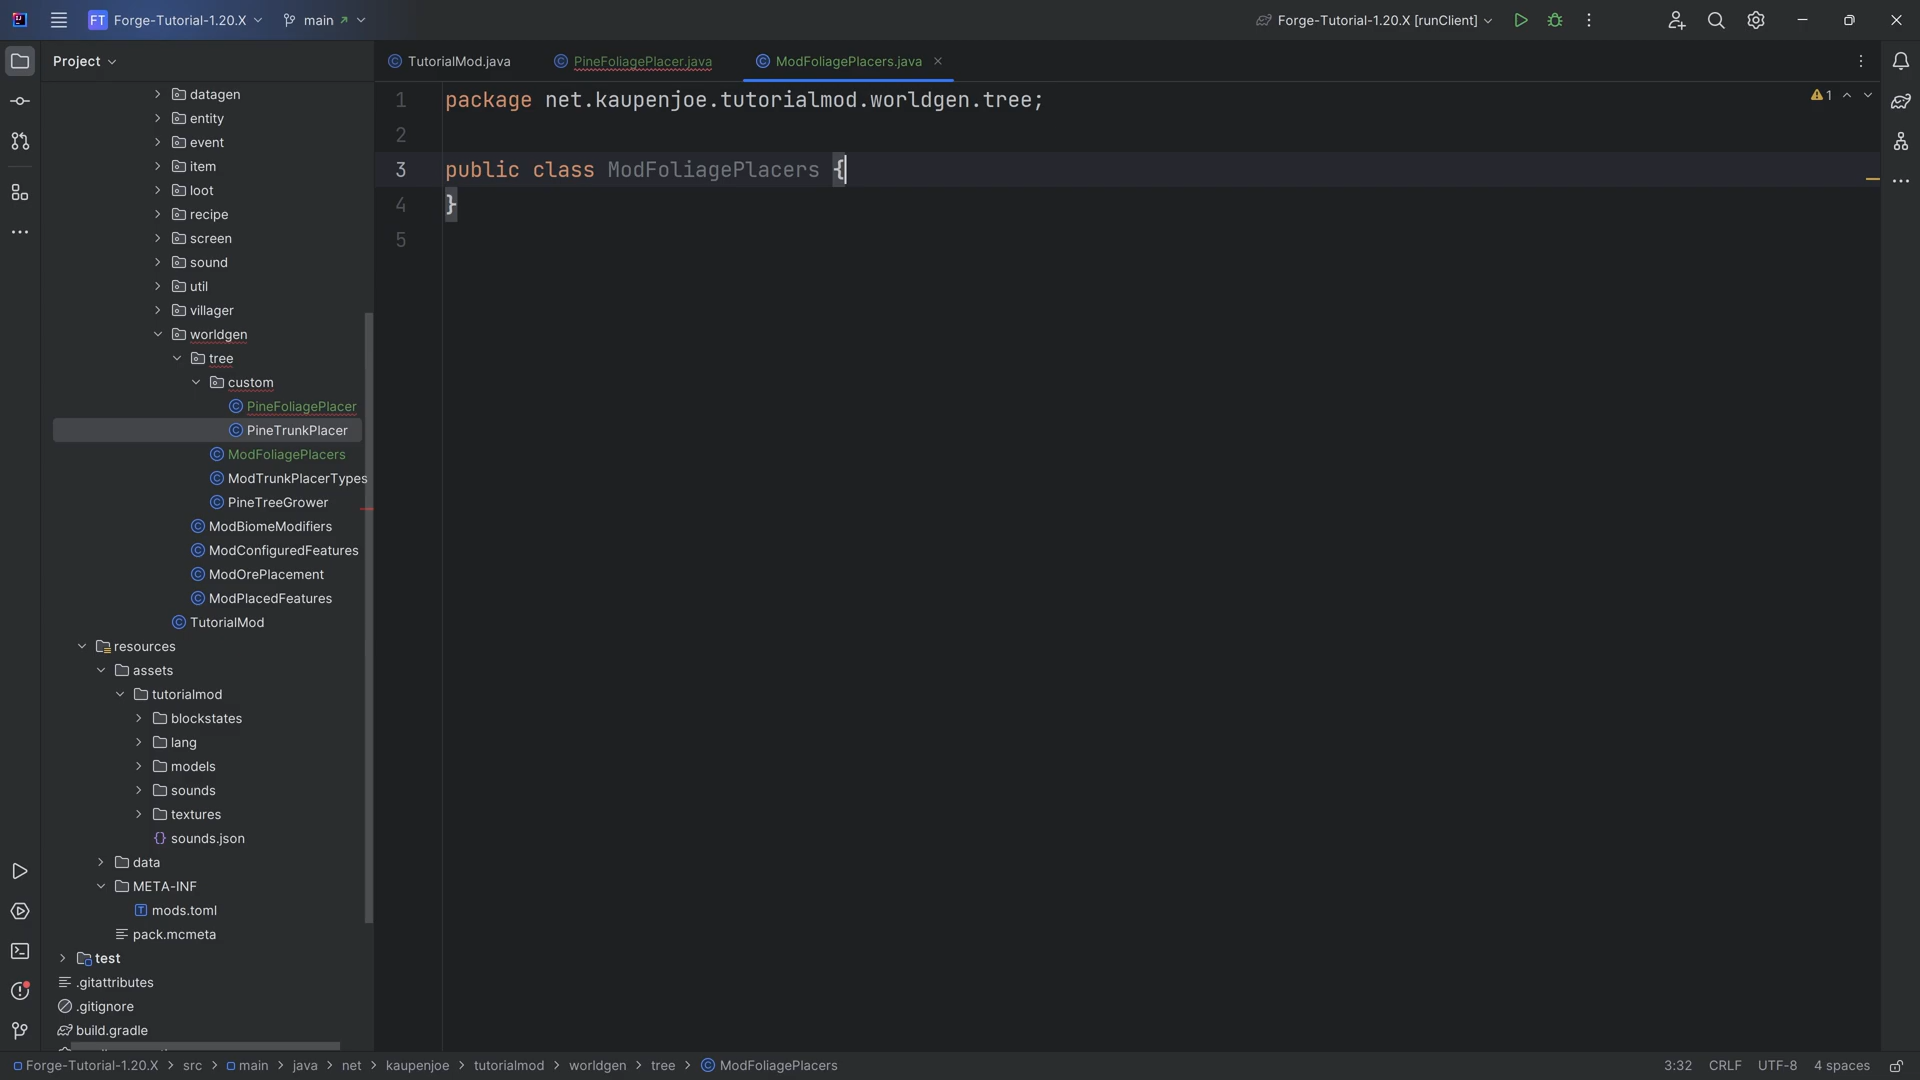 FT Forge-Tutorial-1.20.X main Forge-Tutorial-1.20.X [runClient]
Project
TutorialMod.java PineFoliagePlacer.java ModFoliagePlacers.java
datagen
entity
event
item
loot
recipe
screen
sound
util
villager
worldgen
tree
custom
PineFoliagePlacer
PineTrunkPlacer
ModFoliagePlacers
ModTrunkPlacerTypes
PineTreeGrower
ModBiomeModifiers
ModConfiguredFeatures
ModOrePlacement
ModPlacedFeatures
TutorialMod
resources
assets
tutorialmod
blockstates
lang
models
sounds
textures
{} sounds.json
data
META-INF
T mods.toml
pack.mcmeta
test
.gitattributes
.gitignore
build.gradle
1 package net.kaupenjoe.tutorialmod.worldgen.tree;
2
3 public class ModFoliagePlacers {
4 }
5
1
Forge-Tutorial-1.20.X > src > main > java > net > kaupenjoe > tutorialmod > worldgen > tree > ModFoliagePlacers
3:32 CRLF UTF-8 4 spaces